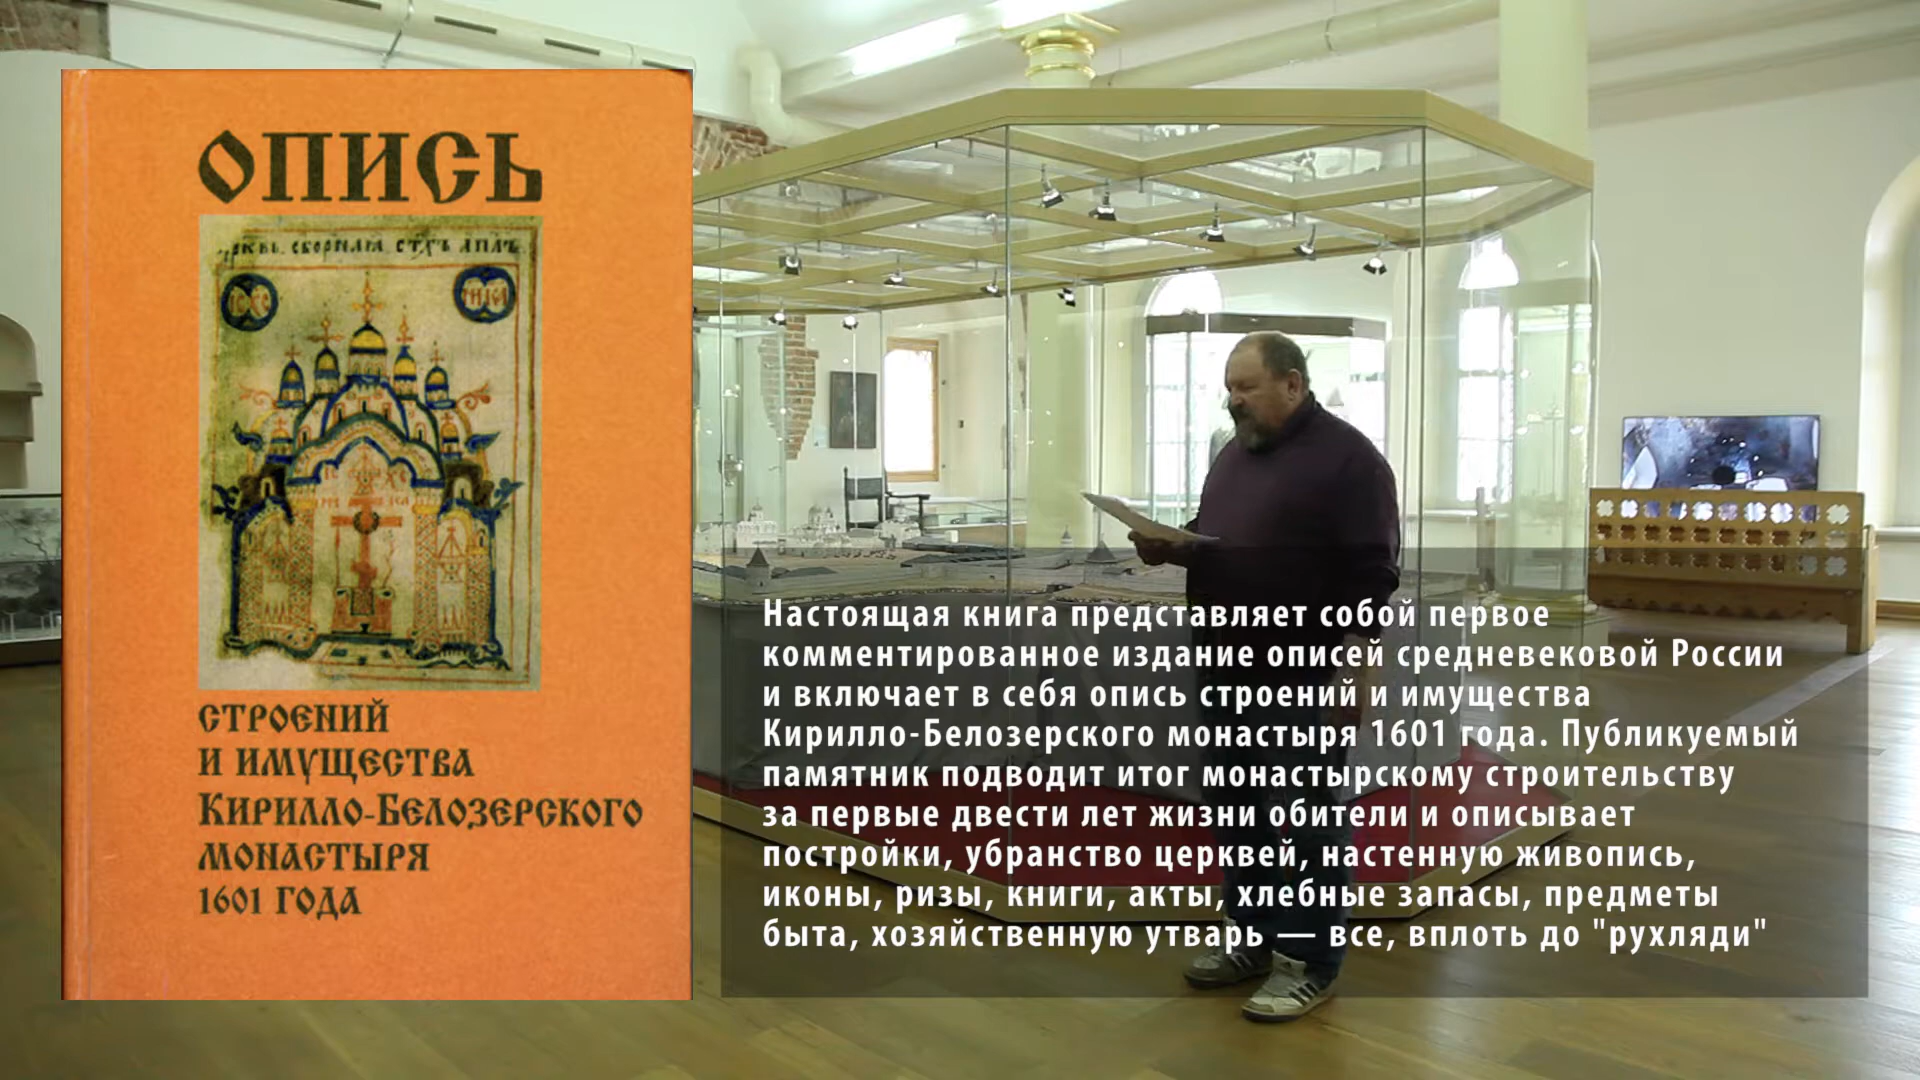 ОПИСЬ
СТРОЕНИЙ
И ИМУЩЕСТВА
КИРИЛЛО-БЕЛОЗЕРСКОГО
МОНАСТЫРЯ
1601 ГОДА
Настоящая книга представляет собой первое
комментированное издание описей средневековой России
и включает в себя опись строений и имущества
Кирилло-Белозерского монастыря 1601 года. Публикуемый
памятник подводит итог монастырскому строительству
за первые двести лет жизни обители и описывает
постройки, убранство церквей, настенную живопись,
иконы, ризы, книги, акты, хлебные запасы, предметы
быта, хозяйственную утварь — все, вплоть до "рухляди"